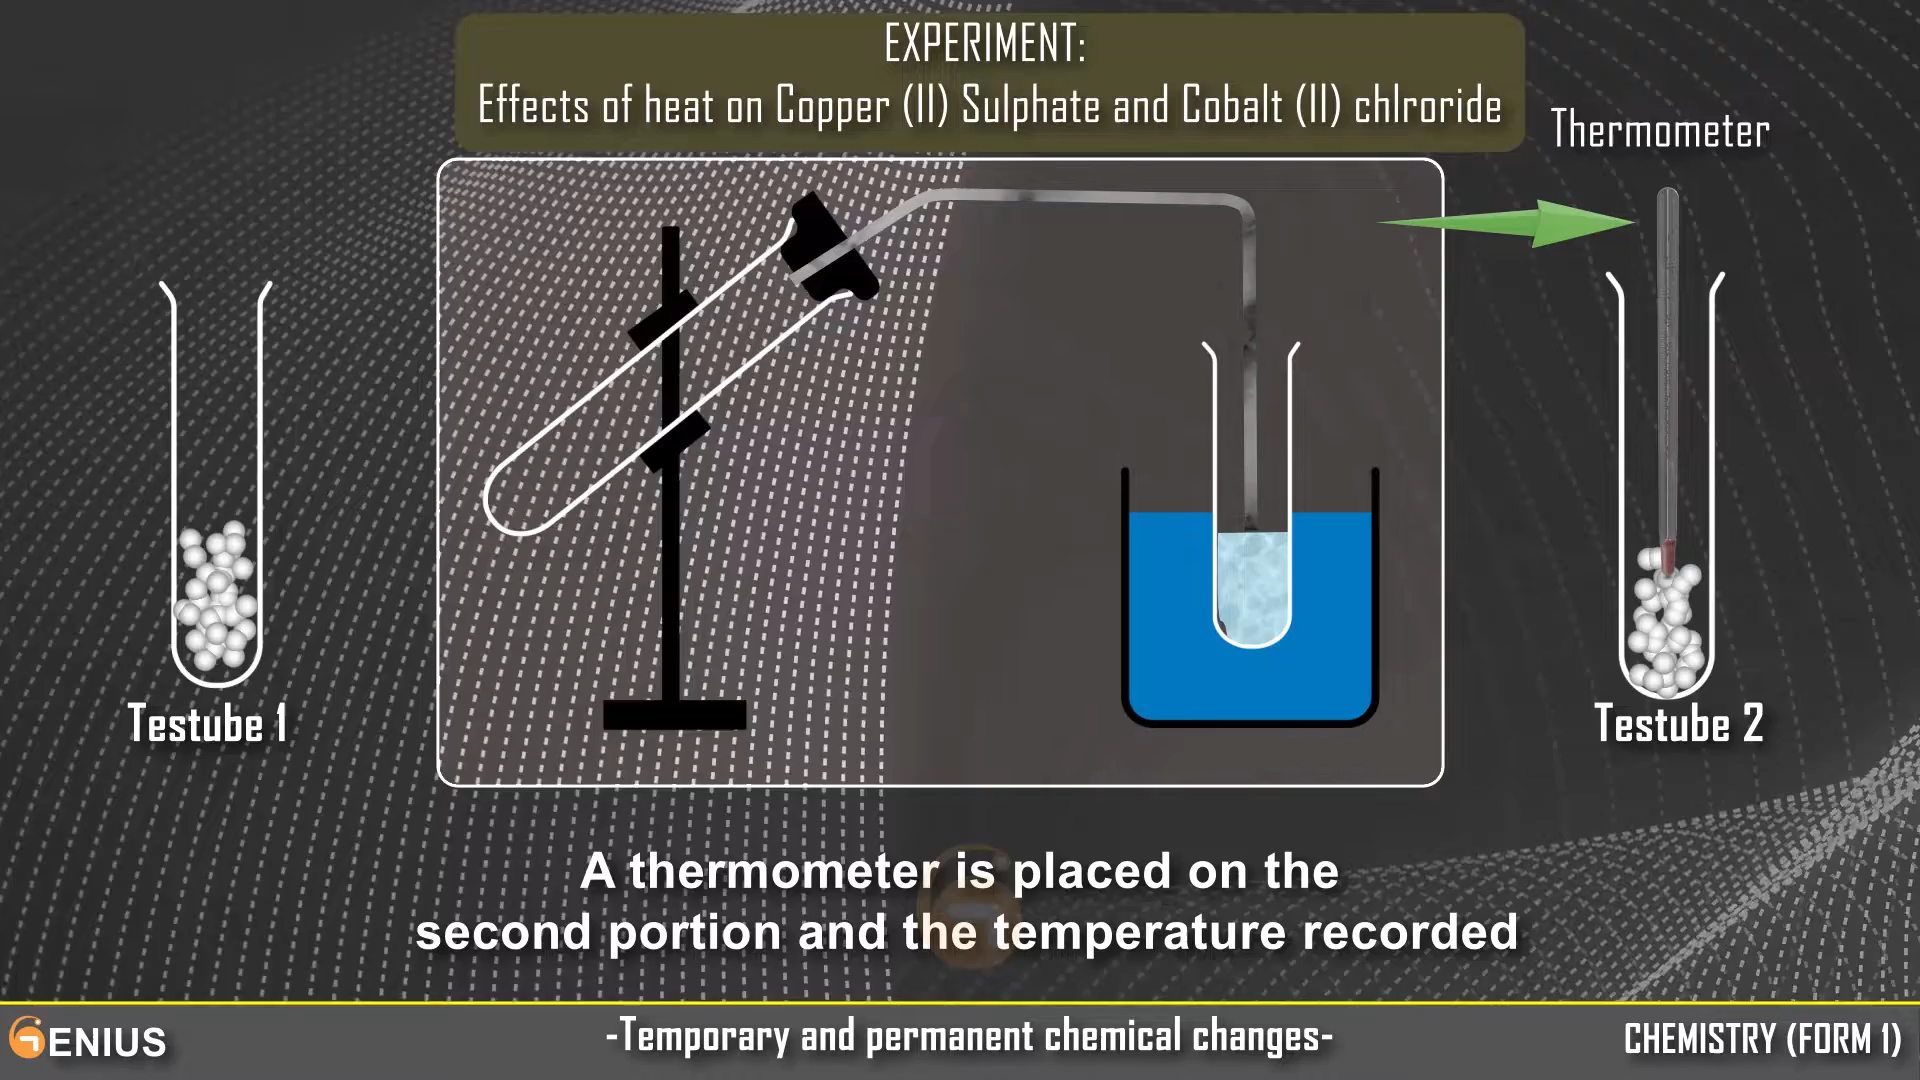 EXPERIMENT:
Effects of heat on Copper (II) Sulphate and Cobalt (II) chlroride
Thermometer
Testube 1
Testube 2
A thermometer is placed on the
second portion and the temperature recorded
GENIUS
-Temporary and permanent chemical changes-
CHEMISTRY (FORM 1)